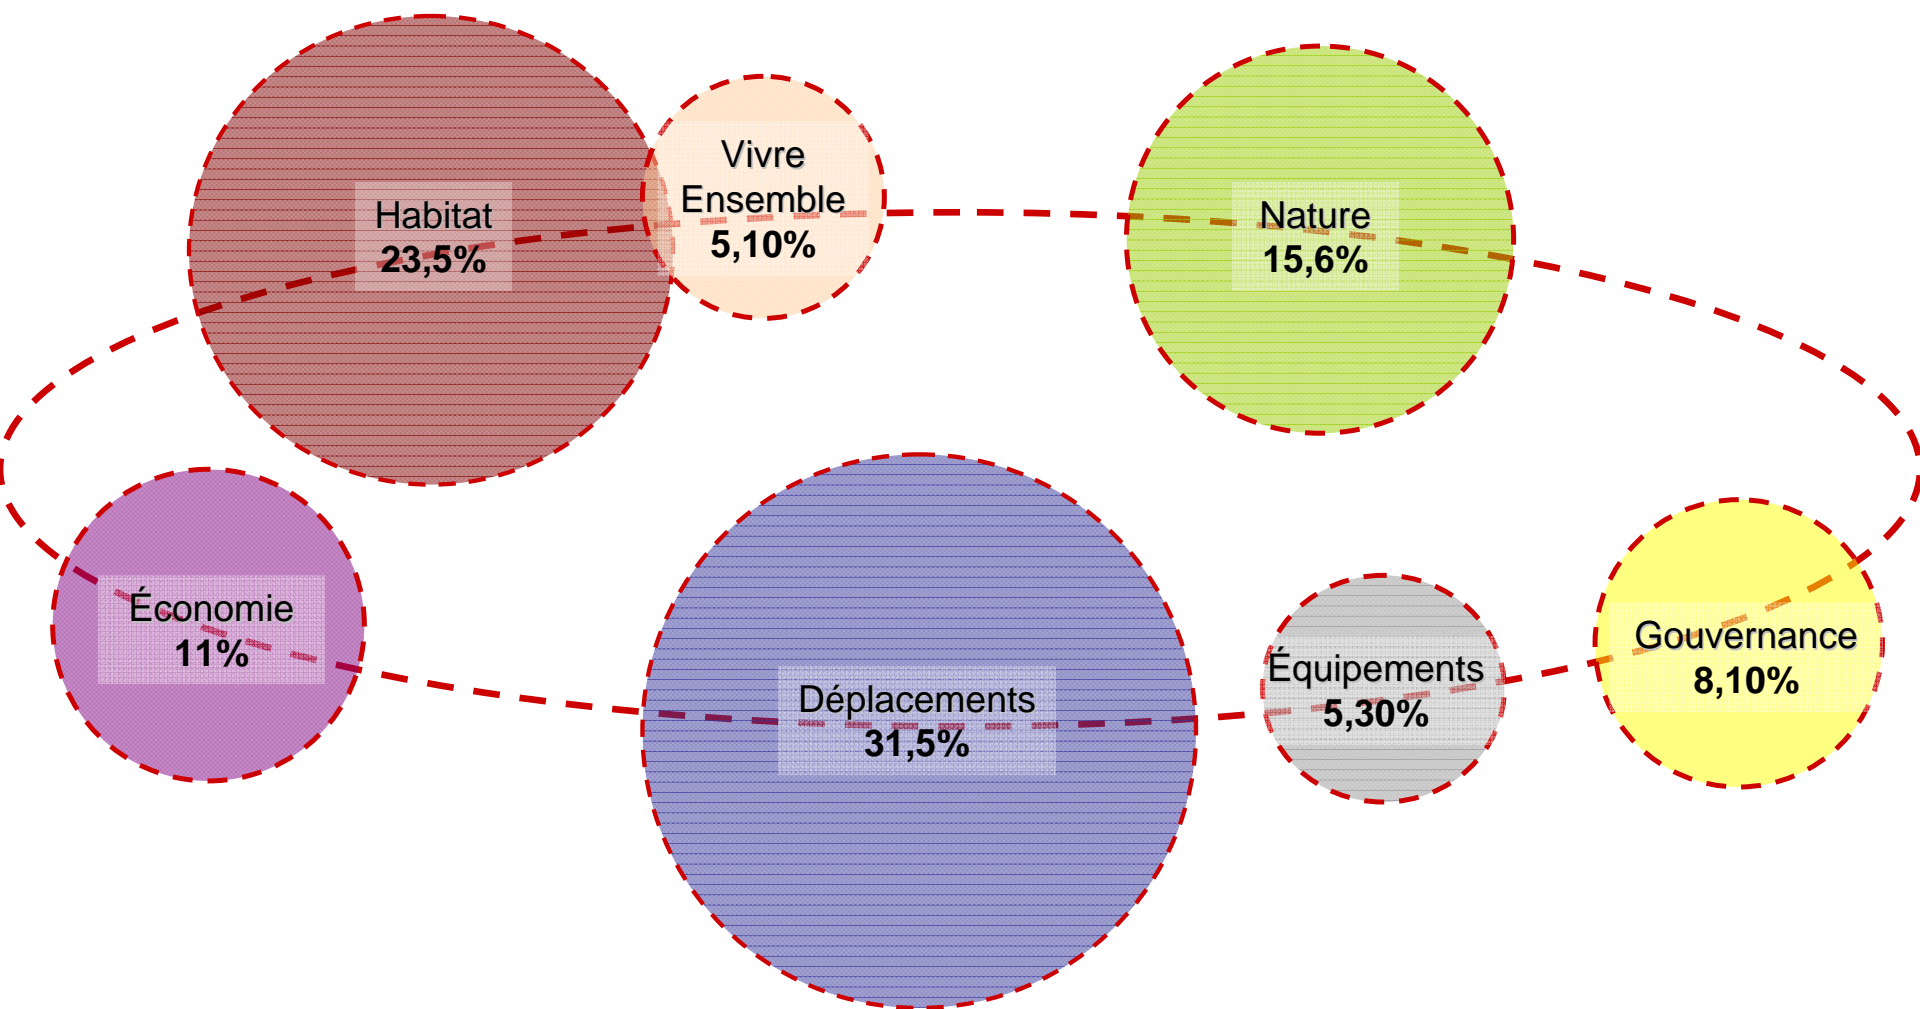 Habitat
23,5%
Vivre
Ensemble
5,10%
Nature
15,6%
Économie
11%
Déplacements
31,5%
Équipements
5,30%
Gouvernance
8,10%